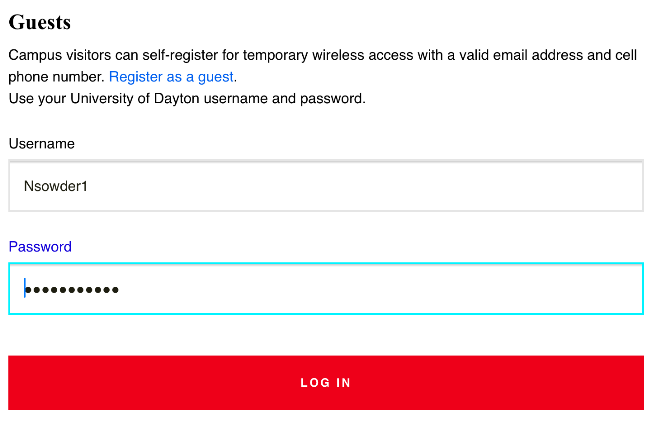 Guests
Campus visitors can self-register for temporary wireless access with a valid email address and cell
phone number. Register as a guest.
Use your University of Dayton username and password.
Username
Nsowder1
Password
•••••••••••
LOG IN